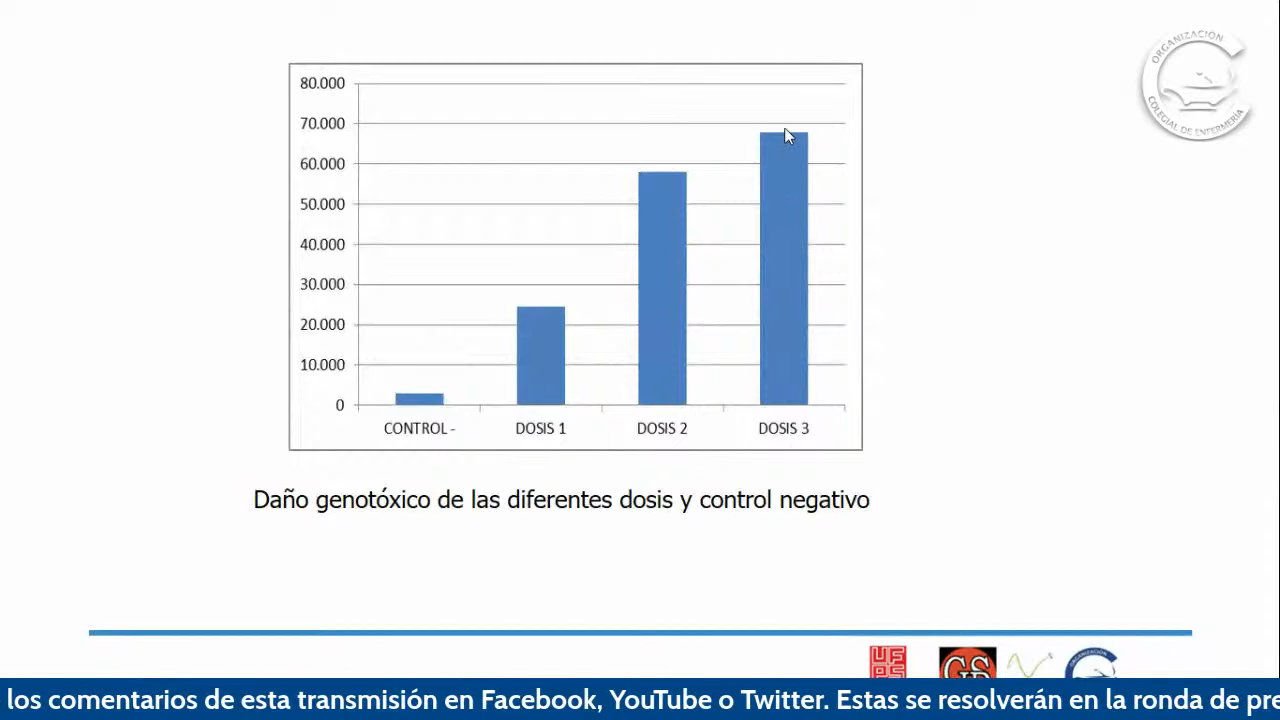 ORGANIZACIÓN
COLEGIAL DE ENFERMERÍA
80.000
70.000
60.000
50.000
40.000
30.000
20.000
10.000
0
CONTROL - DOSIS 1 DOSIS 2 DOSIS 3
Daño genotóxico de las diferentes dosis y control negativo
ORGANIZACIÓN
los comentarios de esta transmisión en Facebook, YouTube o Twitter. Estas se resolverán en la ronda de pre